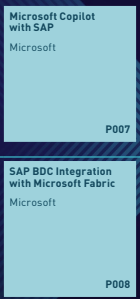 Microsoft Copilot
with SAP
Microsoft
P007
SAP BDC Integration
with Microsoft Fabric
Microsoft
P008